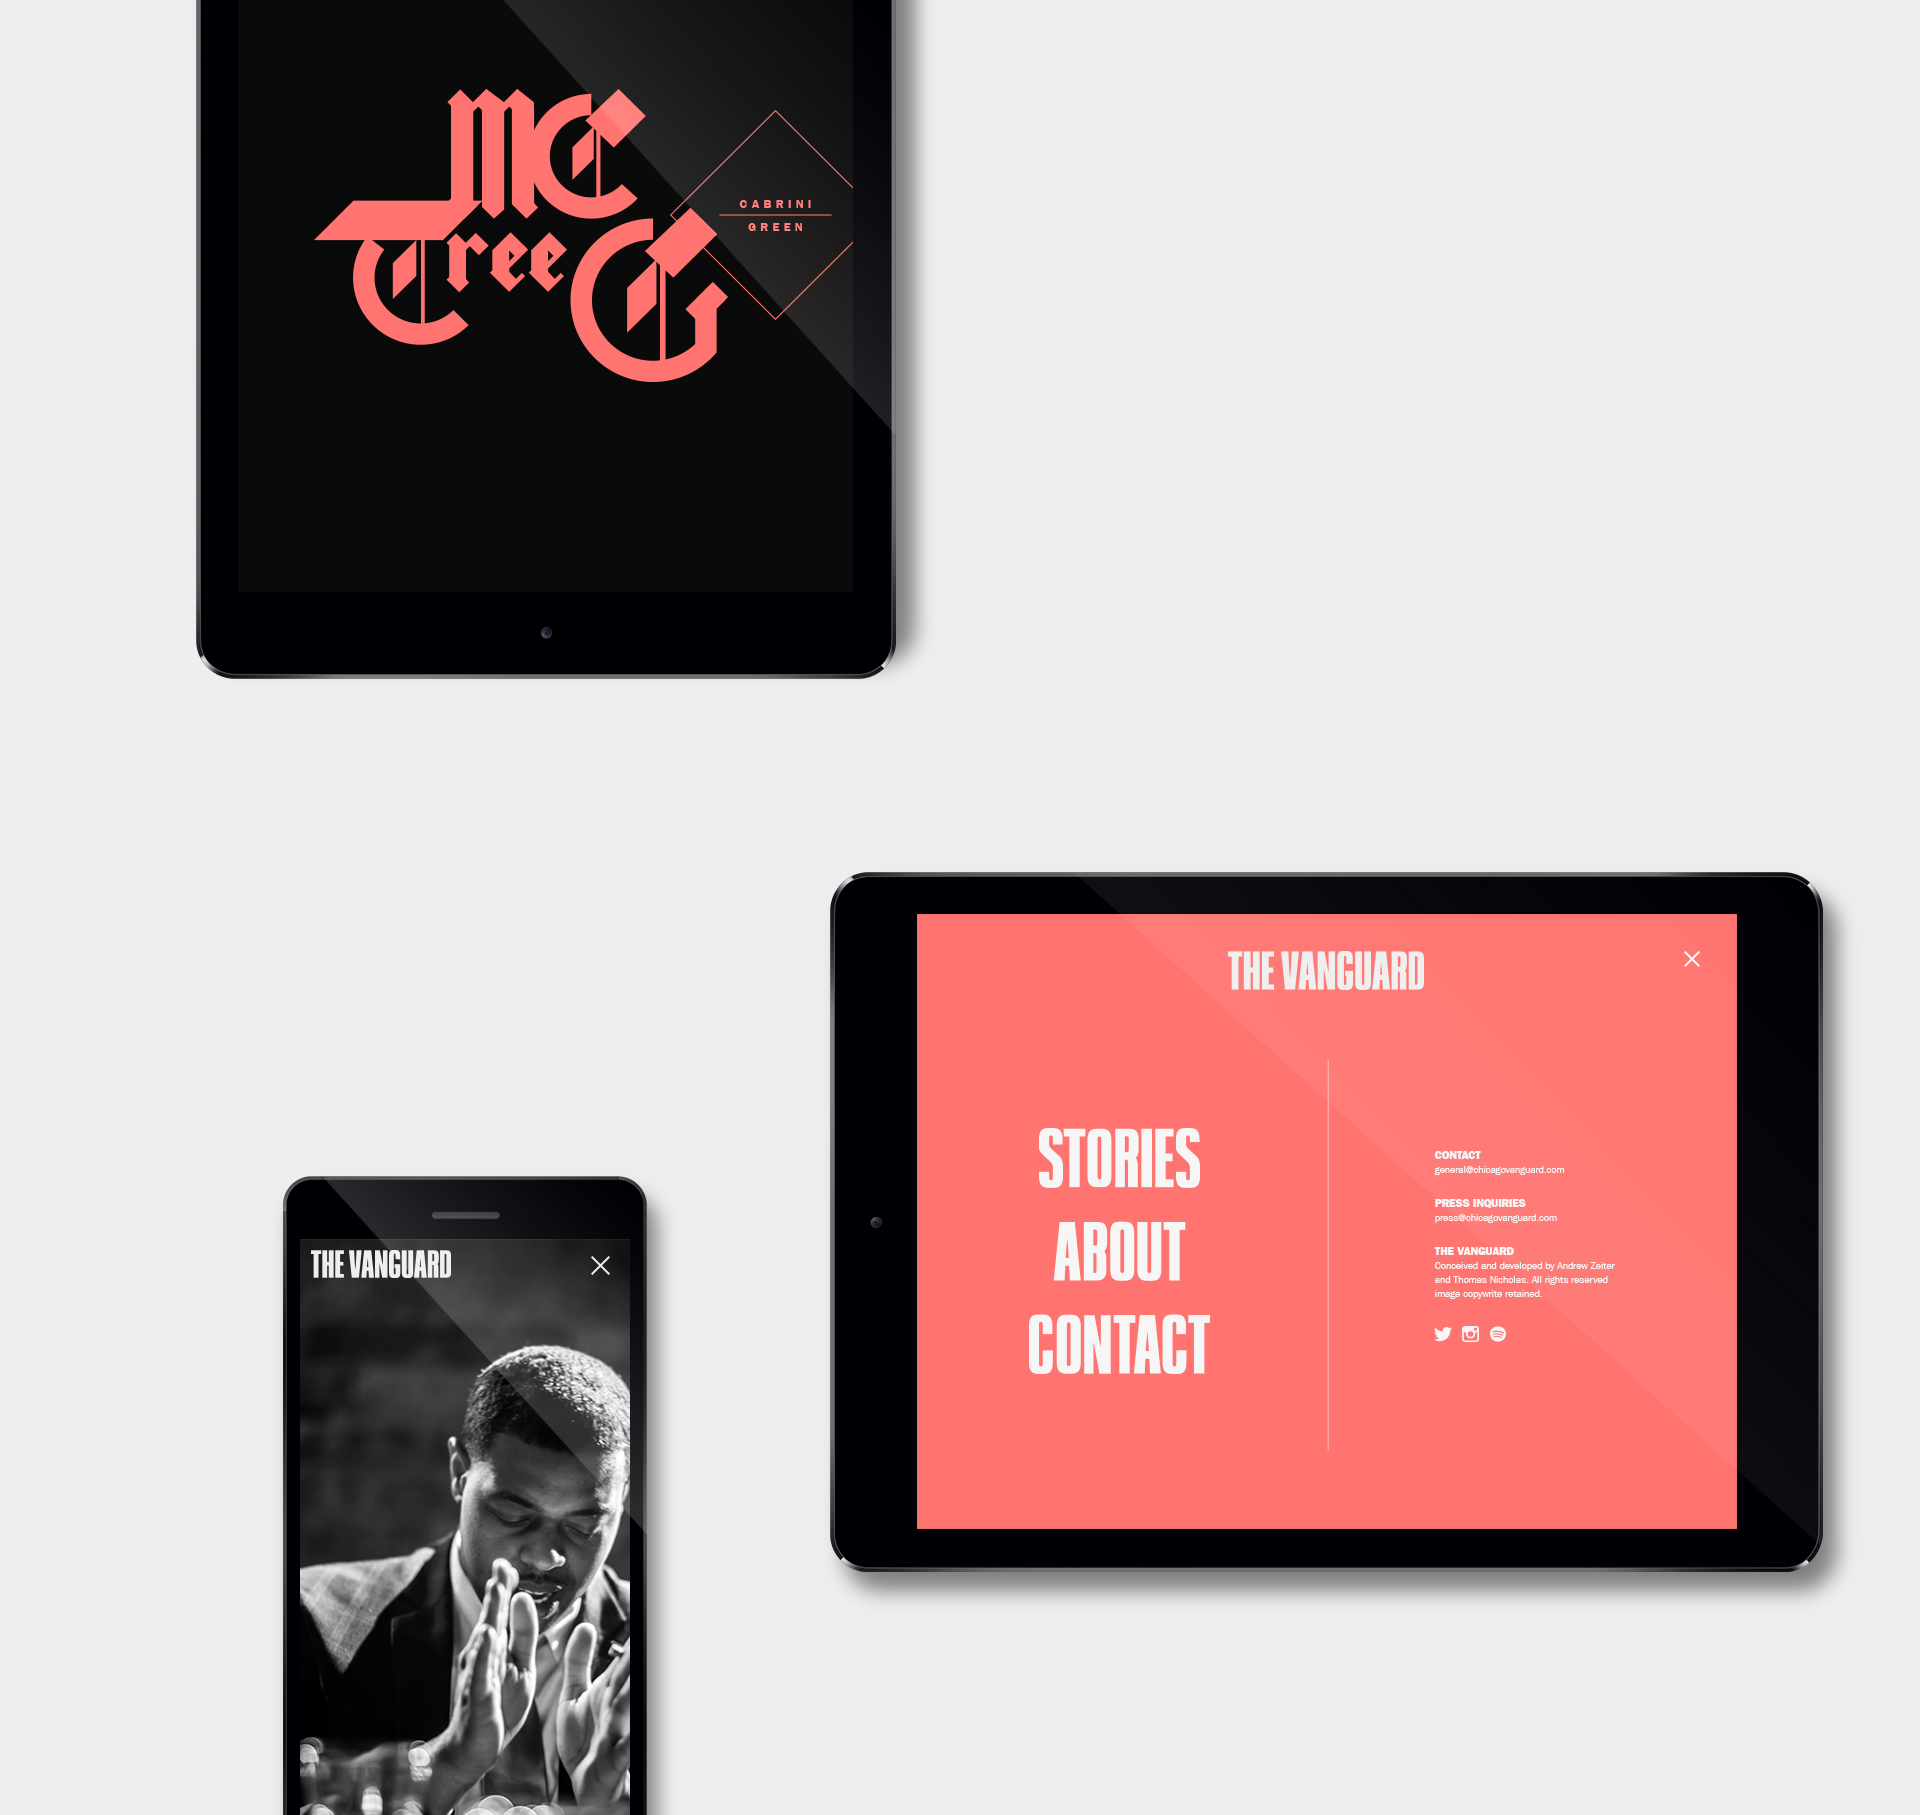 MC
Tree G
CABRINI
GREEN
THE VANGUARD
STORIES
ABOUT
CONTACT
CONTACT
general@chicagovanguard.com
PRESS INQUIRIES
press@chicagovanguard.com
THE VANGUARD
Conceived and developed by Andrew Zeiter
and Thomas Nicholas. All rights reserved
image copywrite retained.
THE VANGUARD